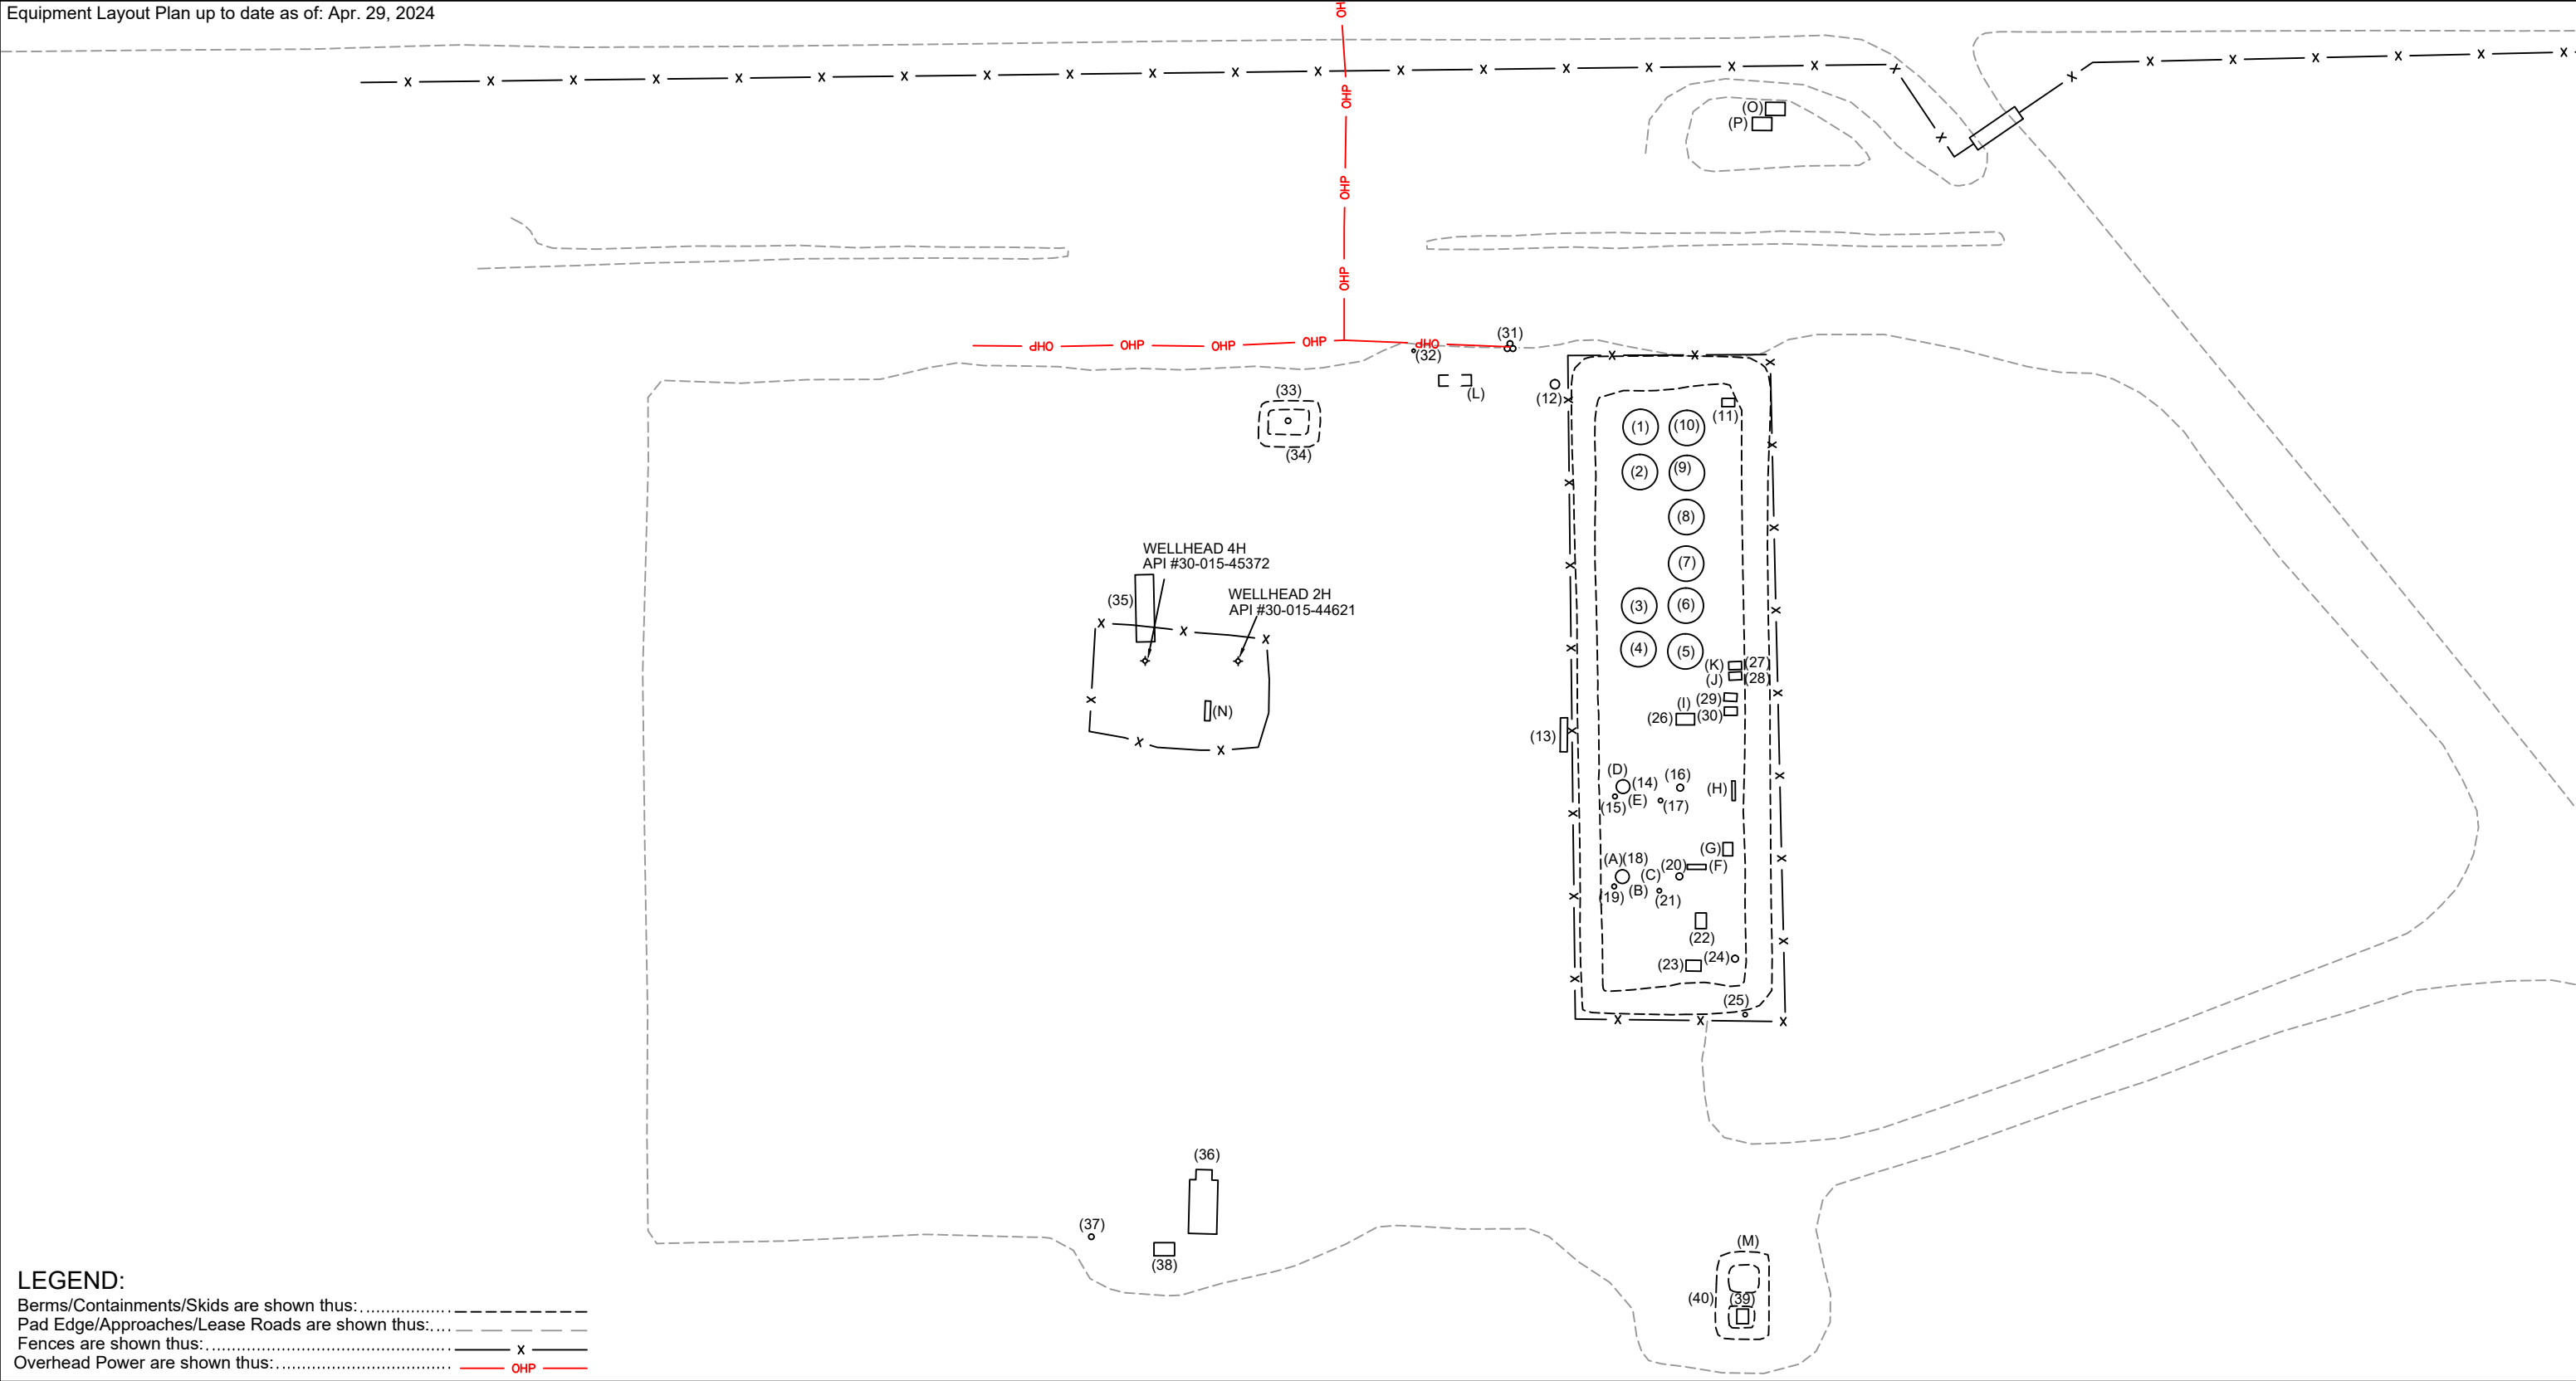 Equipment Layout Plan up to date as of: Apr. 29, 2024
OHP
OHP
OHP
OHP
(O)
(P)
OHP OHP OHP OHP OHP
(31)
(32)
(L)
(12)
(11)
(33)
(34)
(1) (10)
(2) (9)
(8)
(7)
(3) (6)
(4) (5)
WELLHEAD 4H
API #30-015-45372
WELLHEAD 2H
API #30-015-44621
(35)
(N)
(K) (27)
(J) (28)
(I) (29)
(26) (30)
(13)
(D) (14) (16)
(15) (E) (17)
(H)
(G)
(A) (18) (20) (F)
(C)
(19) (B) (21)
(22)
(23) (24)
(25)
(36)
(37)
(38)
(M)
(40) (39)
LEGEND:
Berms/Containments/Skids are shown thus:
Pad Edge/Approaches/Lease Roads are shown thus:
Fences are shown thus: X
Overhead Power are shown thus: OHP